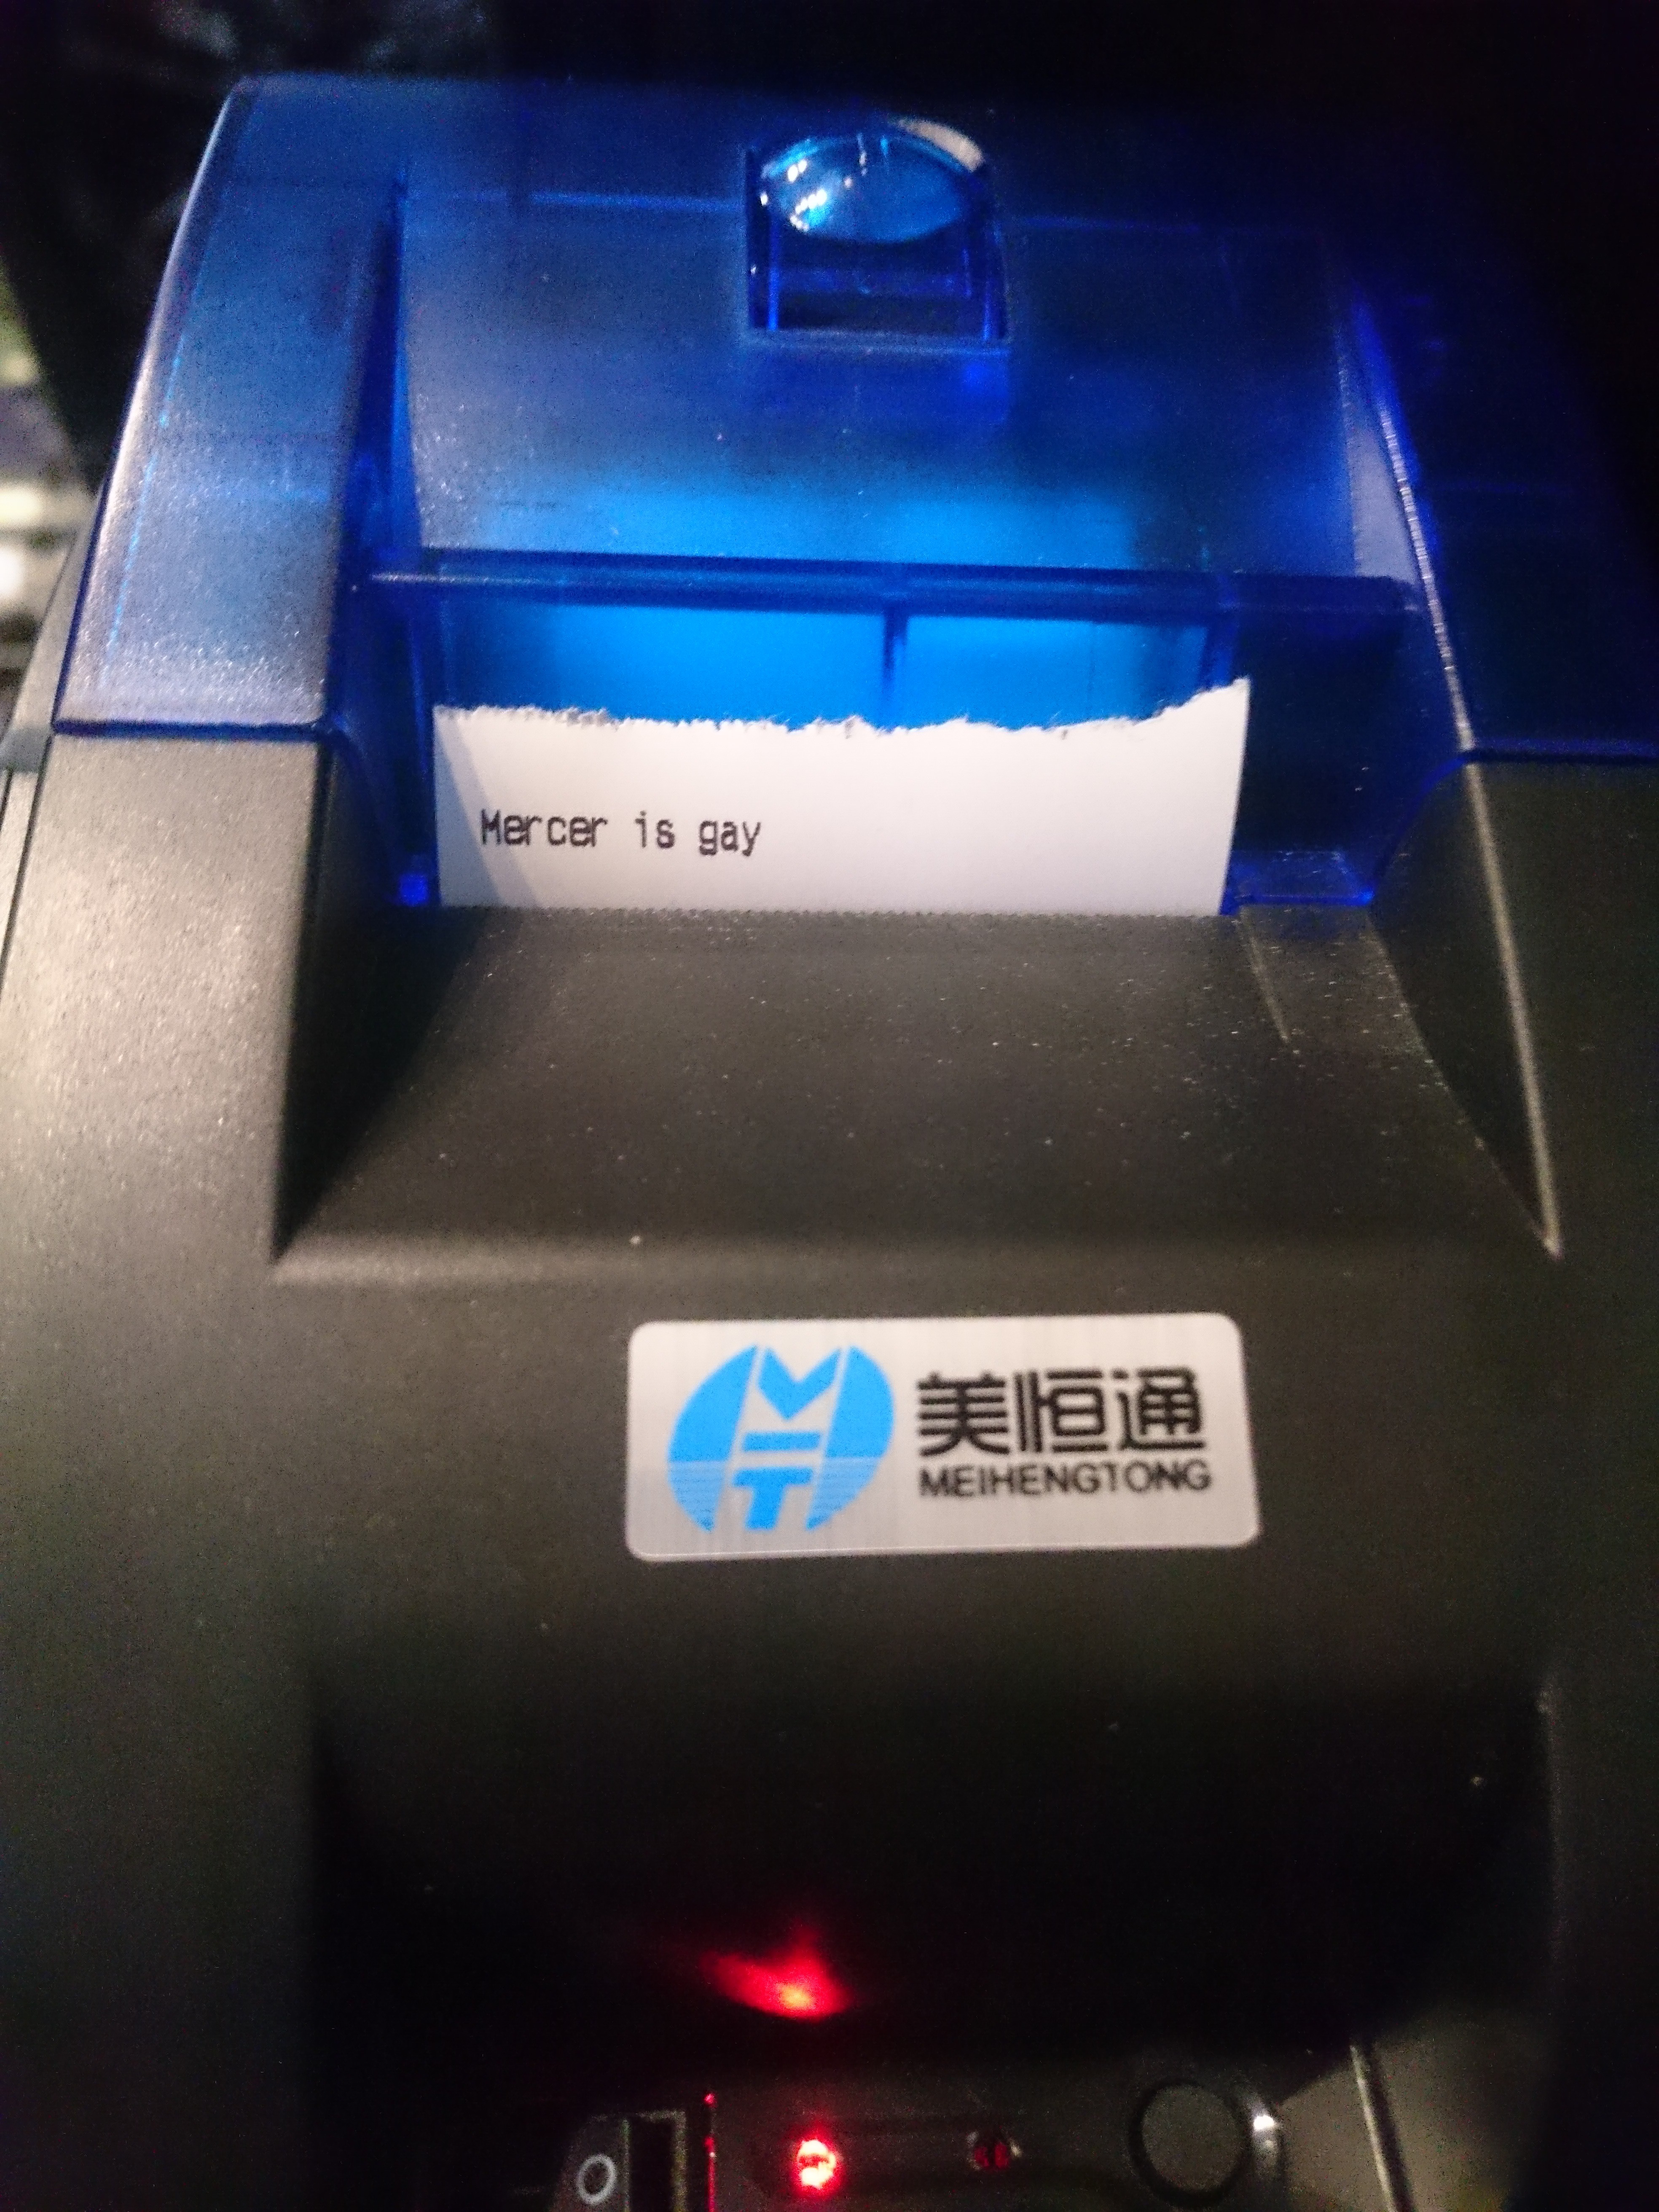 Mercer is gay
美恒通
MEIHENGTONG